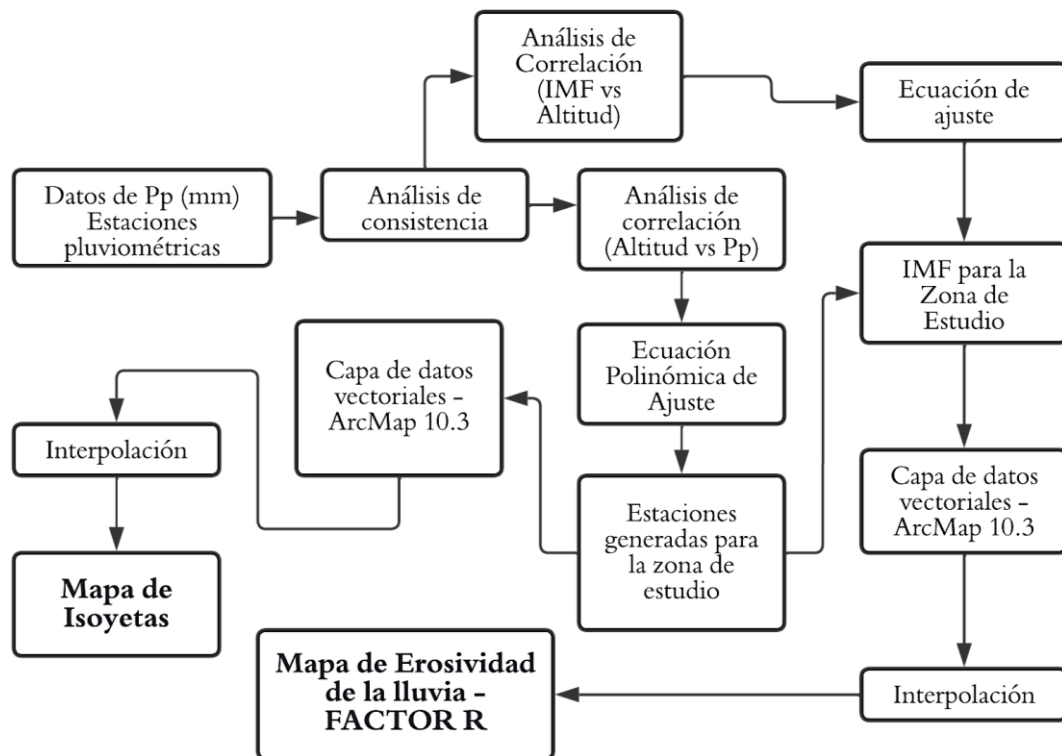 Análisis de
Correlación
(IMF vs
Altitud)
Ecuación de
ajuste
Datos de Pp (mm)
Estaciones
pluviométricas
Análisis de
consistencia
Análisis de
correlación
(Altitud vs Pp)
IMF para la
Zona de
Estudio
Ecuación
Polinómica de
Ajuste
Capa de datos
vectoriales -
ArcMap 10.3
Interpolación
Capa de datos
vectoriales -
ArcMap 10.3
Estaciones
generadas para
la zona de
estudio
Mapa de
Isoyetas
Mapa de Erosividad
de la lluvia -
FACTOR R
Interpolación